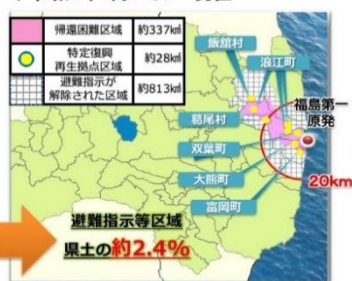 帰還困難区域 約337㎢
特定復興
再生拠点区域 約28㎢
避難指示が
解除された区域 約813㎢
飯舘村
浪江町
福島第一
原発
葛尾村
双葉町
大熊町
富岡町
20km
避難指示等区域
県土の約2.4%